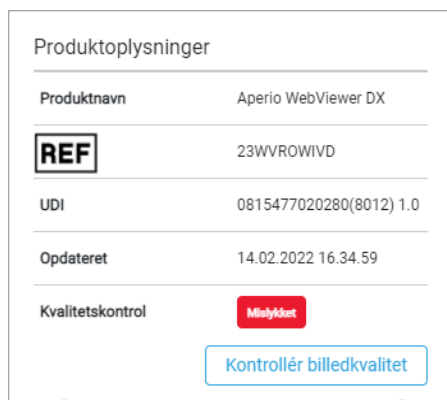 Produktoplysninger
Produktnavn Aperio WebViewer DX
REF 23WVROWIVD
UDI 0815477020280(8012) 1.0
Opdateret 14.02.2022 16.34.59
Kvalitetskontrol Mislykket
Kontrollér billedkvalitet